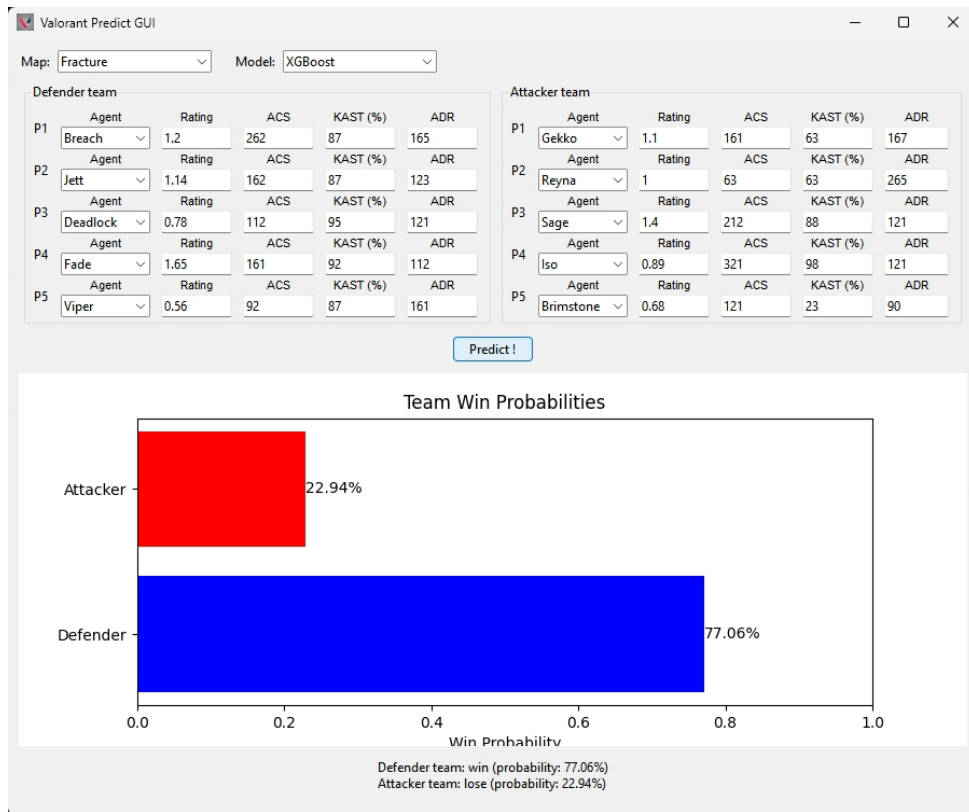 Valorant Predict GUI
Map: Fracture Model: XGBoost
Defender team
Agent Rating ACS KAST (%) ADR
P1 Breach 1.2 262 87 165
Agent Rating ACS KAST (%) ADR
P2 Jett 1.14 162 87 123
Agent Rating ACS KAST (%) ADR
P3 Deadlock 0.78 112 95 121
Agent Rating ACS KAST (%) ADR
P4 Fade 1.65 161 92 112
Agent Rating ACS KAST (%) ADR
P5 Viper 0.56 92 87 161
Attacker team
Agent Rating ACS KAST (%) ADR
P1 Gekko 1.1 161 63 167
Agent Rating ACS KAST (%) ADR
P2 Reyna 1 63 63 265
Agent Rating ACS KAST (%) ADR
P3 Sage 1.4 212 88 121
Agent Rating ACS KAST (%) ADR
P4 Iso 0.89 321 98 121
Agent Rating ACS KAST (%) ADR
P5 Brimstone 0.68 121 23 90
Predict !
Team Win Probabilities
Attacker 22.94%
Defender 77.06%
0.0 0.2 0.4 0.6 0.8 1.0
Win Probability
Defender team: win (probability: 77.06%)
Attacker team: lose (probability: 22.94%)